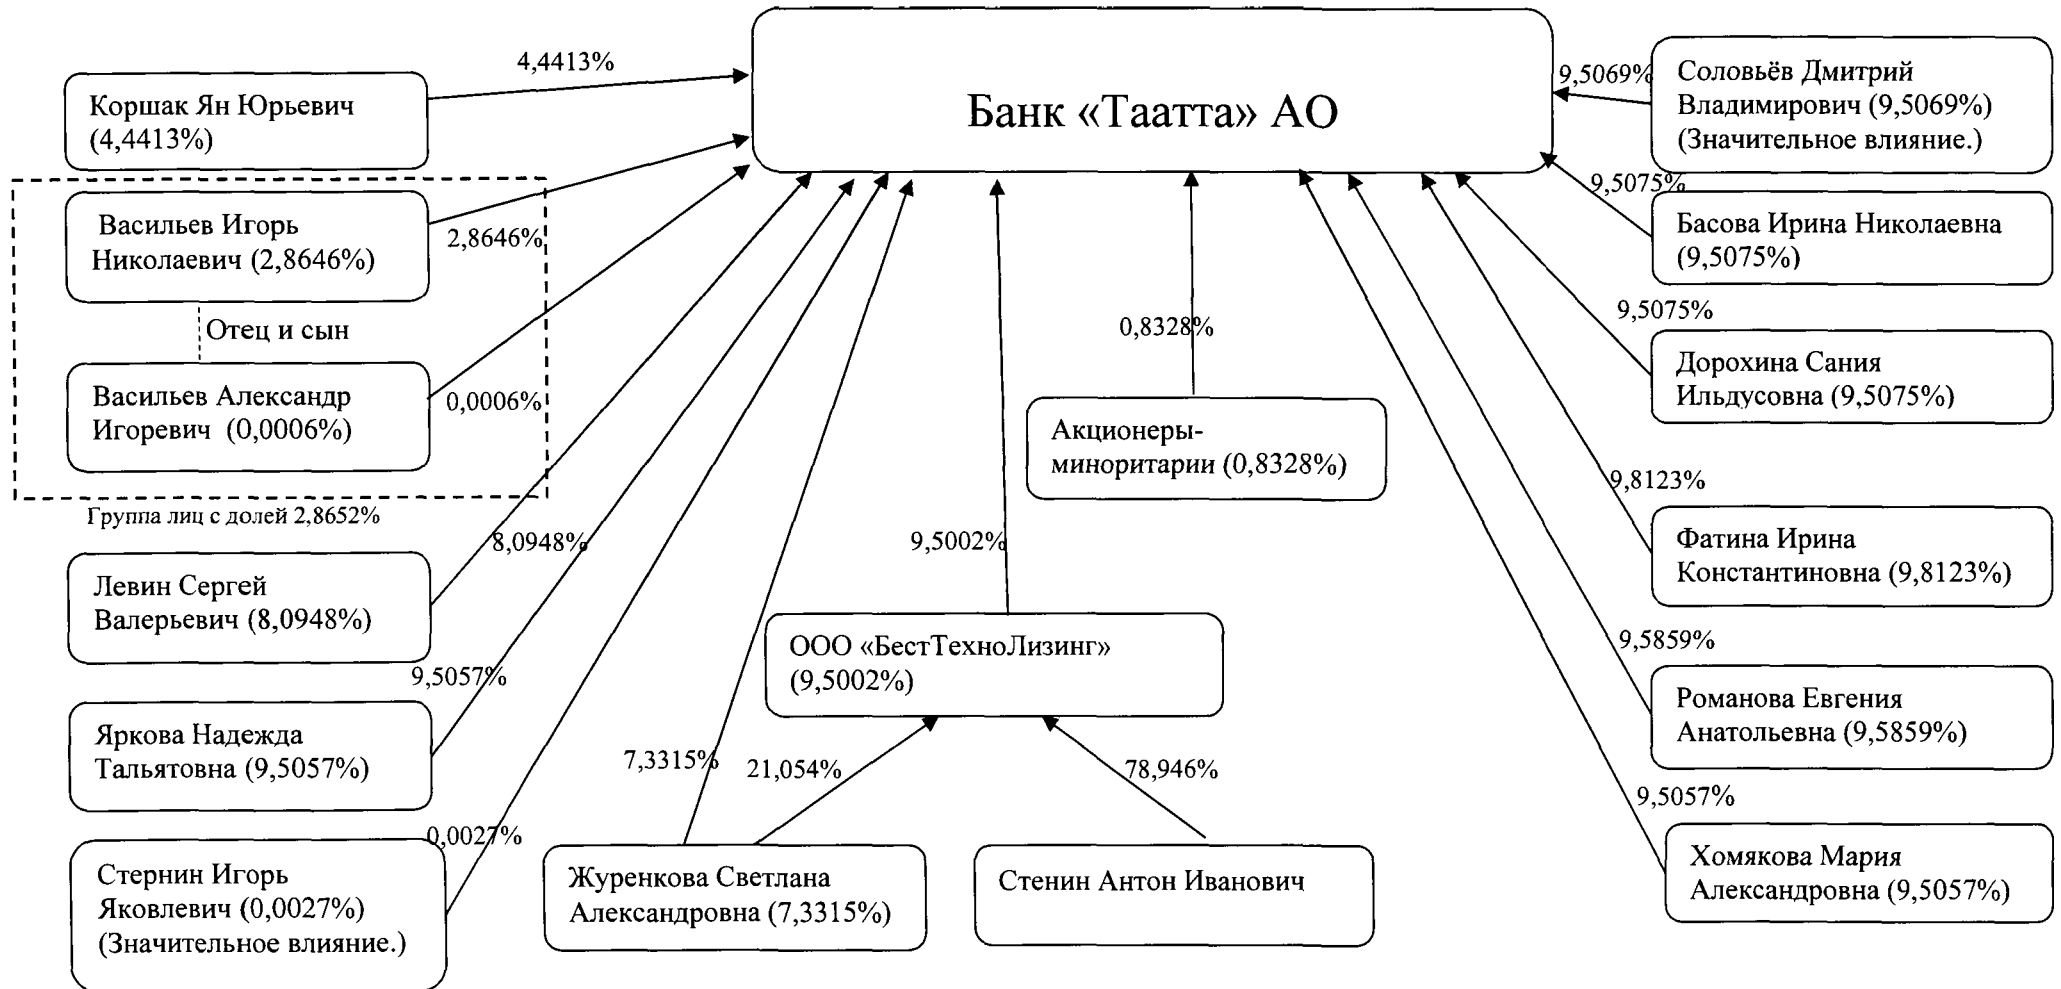 Банк «Таатта» АО
4,4413%
Коршак Ян Юрьевич
(4,4413%)
Васильев Игорь
Николаевич (2,8646%)
2,8646%
Отец и сын
Васильев Александр
Игоревич (0,0006%)
0,0006%
Группа лиц с долей 2,8652%
8,0948%
Левин Сергей
Валерьевич (8,0948%)
9,5057%
Яркова Надежда
Тальятовна (9,5057%)
0,0027%
Стернин Игорь
Яковлевич (0,0027%)
(Значительное влияние.)
7,3315%
21,054%
Журенкова Светлана
Александровна (7,3315%)
78,946%
Стенин Антон Иванович
9,5002%
ООО «БестТехноЛизинг»
(9,5002%)
0,8328%
Акционеры-
миноритарии (0,8328%)
9,5069%
Соловьёв Дмитрий
Владимирович (9,5069%)
(Значительное влияние.)
9,5075%
Басова Ирина Николаевна
(9,5075%)
9,5075%
Дорохина Сания
Ильдусовна (9,5075%)
9,8123%
Фатина Ирина
Константиновна (9,8123%)
9,5859%
Романова Евгения
Анатольевна (9,5859%)
9,5057%
Хомякова Мария
Александровна (9,5057%)